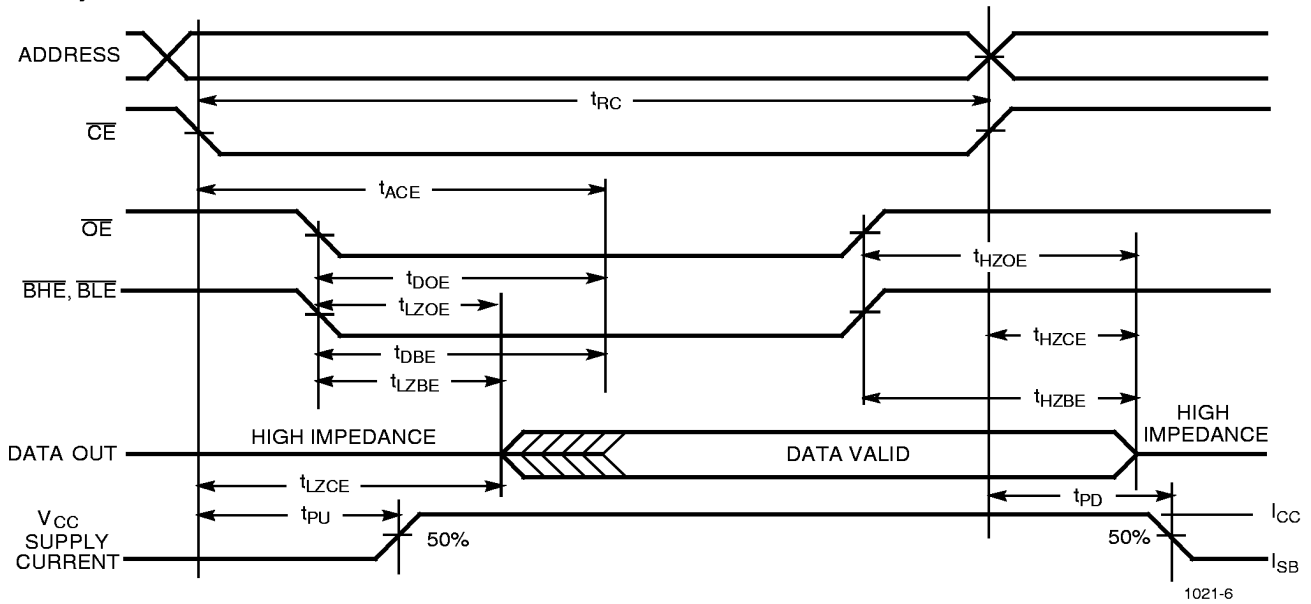 ADDRESS
tRC
CE
tACE
OE
tHZOE
tDOE
BHE, BLE
tLZOE
tHZCE
tDBE
tLZBE
tHZBE
HIGH IMPEDANCE
HIGH
IMPEDANCE
DATA OUT
DATA VALID
tLZCE
tPD
tPU
VCC
SUPPLY
CURRENT
50%
50%
ICC
ISB
1021-6